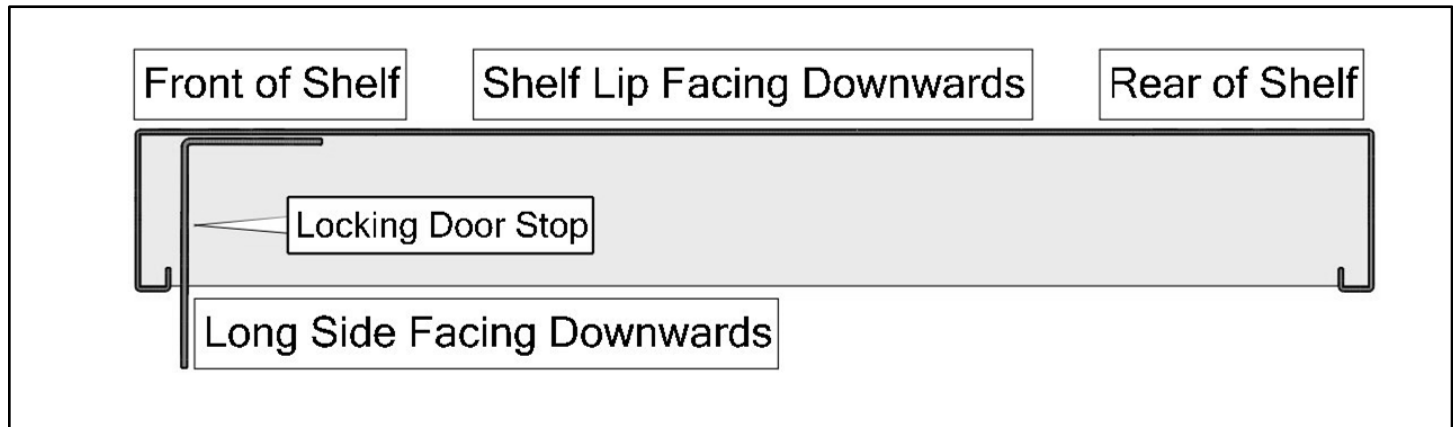 Front of Shelf
Shelf Lip Facing Downwards
Rear of Shelf
Locking Door Stop
Long Side Facing Downwards